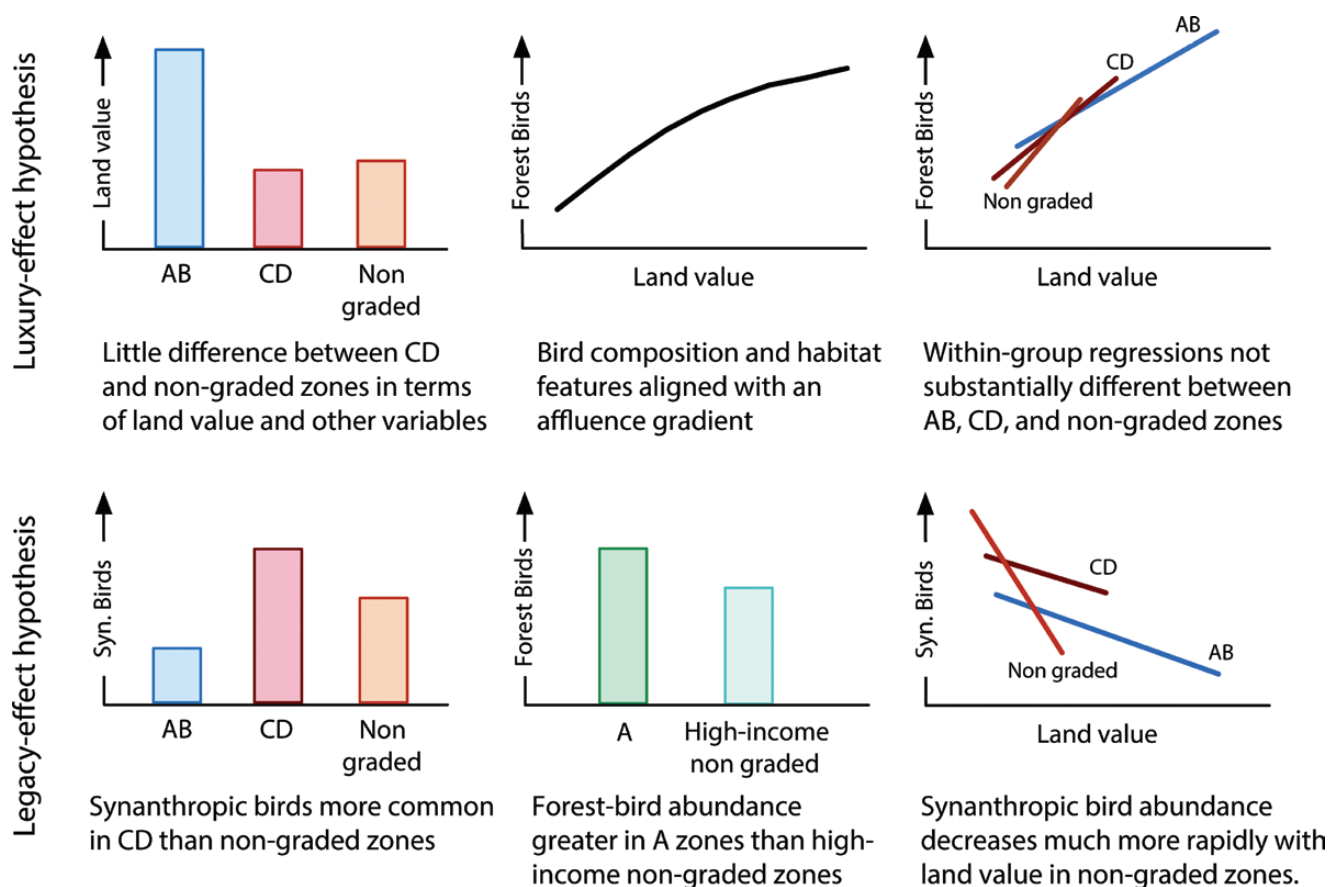 Luxury-effect hypothesis
Land value
AB
CD
Non
graded
Little difference between CD
and non-graded zones in terms
of land value and other variables
Forest Birds
Land value
Bird composition and habitat
features aligned with an
affluence gradient
Forest Birds
AB
CD
Non graded
Land value
Within-group regressions not
substantially different between
AB, CD, and non-graded zones
Legacy-effect hypothesis
Syn. Birds
AB
CD
Non
graded
Synanthropic birds more common
in CD than non-graded zones
Forest Birds
A
High-income
non graded
Forest-bird abundance
greater in A zones than high-
income non-graded zones
Syn. Birds
CD
AB
Non graded
Land value
Synanthropic bird abundance
decreases much more rapidly with
land value in non-graded zones.